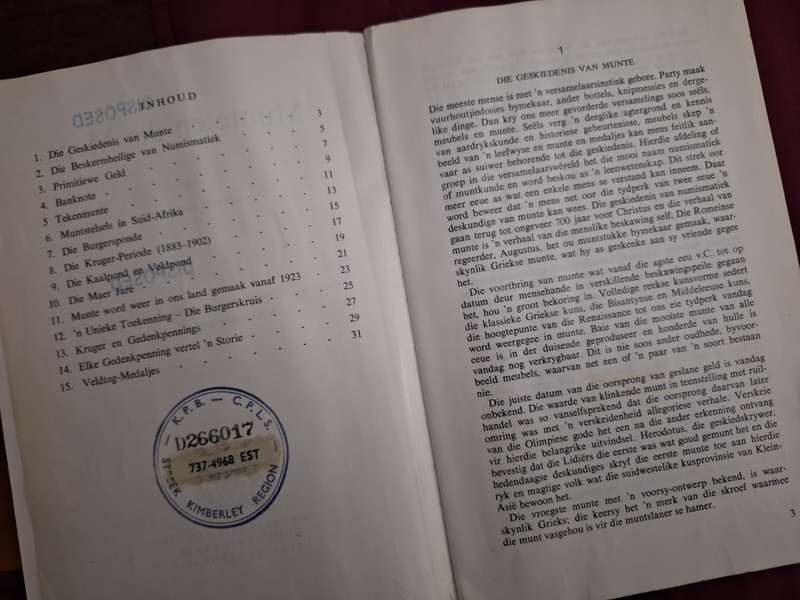 INHOUD
1. Die Geskiedenis van Munte 3
2. Die Beskermheilige van Numismatiek 5
3. Primitiewe Geld 7
4. Banknote 9
5 Tekenmunte 11
6. Muntstelsels in Suid-Afrika 13
7. Die Burgersponde 15
8. Die Kruger-Periode (1883–1902) 17
9. Die Kaalpond en Veldpond 19
10. Die Maer Jare 21
11. Munte word weer in ons land gemaak vanaf 1923 23
12. 'n Unieke Toekenning – Die Burgerskruis 25
13. Kruger en Gedenkpennings 27
14. Elke Gedenkpenning vertel 'n Storie 29
15. Veldtog-Medaljes 31
DISPOSED
DISPOSED
K.P.B. — C.P.L.S.
D266017
737-4968 EST
STREEK KIMBERLEY REGION
1
DIE GESKIEDENIS VAN MUNTE
Die meeste mense is met 'n versamelaarsinstink gebore. Party maak
vuurhoutjiedosies bymekaar, ander bottels, knipmessies en derge-
like dinge. Dan kry ons meer gevorderde versamelings soos seëls,
meubels en munte. Seëls verg 'n deeglike agtergrond en kennis
van aardrykskunde en historiese gebeurtenisse, meubels skep 'n
beeld van 'n leefwyse en munte en medaljes kan mens feitlik aan-
vaar as suiwer behorende tot die geskiedenis. Hierdie afdeling of
groep in die versamelaarswêreld het die mooi naam numismatiek
of muntkunde en word beskou as 'n leenwetenskap. Dit strek oor
meer eeue as wat een enkele mens se verstand kan inneem. Daar
word beweer dat 'n mens net oor die tydperk van twee eeue 'n
deskundige van munte kan wees. Die geskiedenis van numismatiek
gaan terug tot ongeveer 700 jaar voor Christus en die verhaal van
munte is 'n verhaal van die menslike beskawing self. Die Romeinse
regeerder, Augustus, het ou muntstukke bymekaar gemaak, waar-
skynlik Griekse munte, wat hy as geskenke aan sy vriende gegee
het.
Die voortbring van munte wat vanaf die agste eeu v.C. tot op
datum deur mensehande in verskillende beskawingspeile gegaan
het, hou 'n groot bekoring in. Volledige reekse kunsvorme sedert
die klassieke Griekse kuns, die Bisantynse en Middeleeuse kuns,
die hoogtepunte van die Renaissance tot ons eie tydperk vandag
word weergegee in munte. Baie van die mooiste munte van alle
eeue is in die duisende geproduseer en honderde van hulle is
vandag nog verkrygbaar. Dit is nie soos ander oudhede, byvoor-
beeld meubels, waarvan net een of 'n paar van 'n soort bestaan
nie.
Die juiste datum van die oorsprong van geslane geld is vandag
onbekend. Die waarde van klinkende munt in teenstelling met ruil-
handel was so vanselfsprekend dat die oorsprong daarvan later
omring was met 'n verskeidenheid allegoriese verhale. Verskeie
van die Olimpiese gode het een na die ander erkenning ontvang
vir hierdie belangrike uitvindsel. Herodotus, die geskiedskrywer,
bevestig dat die Lidiërs die eerste was wat goud gemunt het en die
hedendaagse deskundiges skryf die eerste munte toe aan hierdie
ryk en magtige volk wat die suidwestelike kusprovinsie van Klein-
Asië bewoon het.
Die vroegste munte met 'n voorsy-ontwerp bekend, is waar-
skynlik Grieks; die keersy het 'n merk van die skroef waarmee
die munt vasgehou is vir die muntslaner se hamer.
3